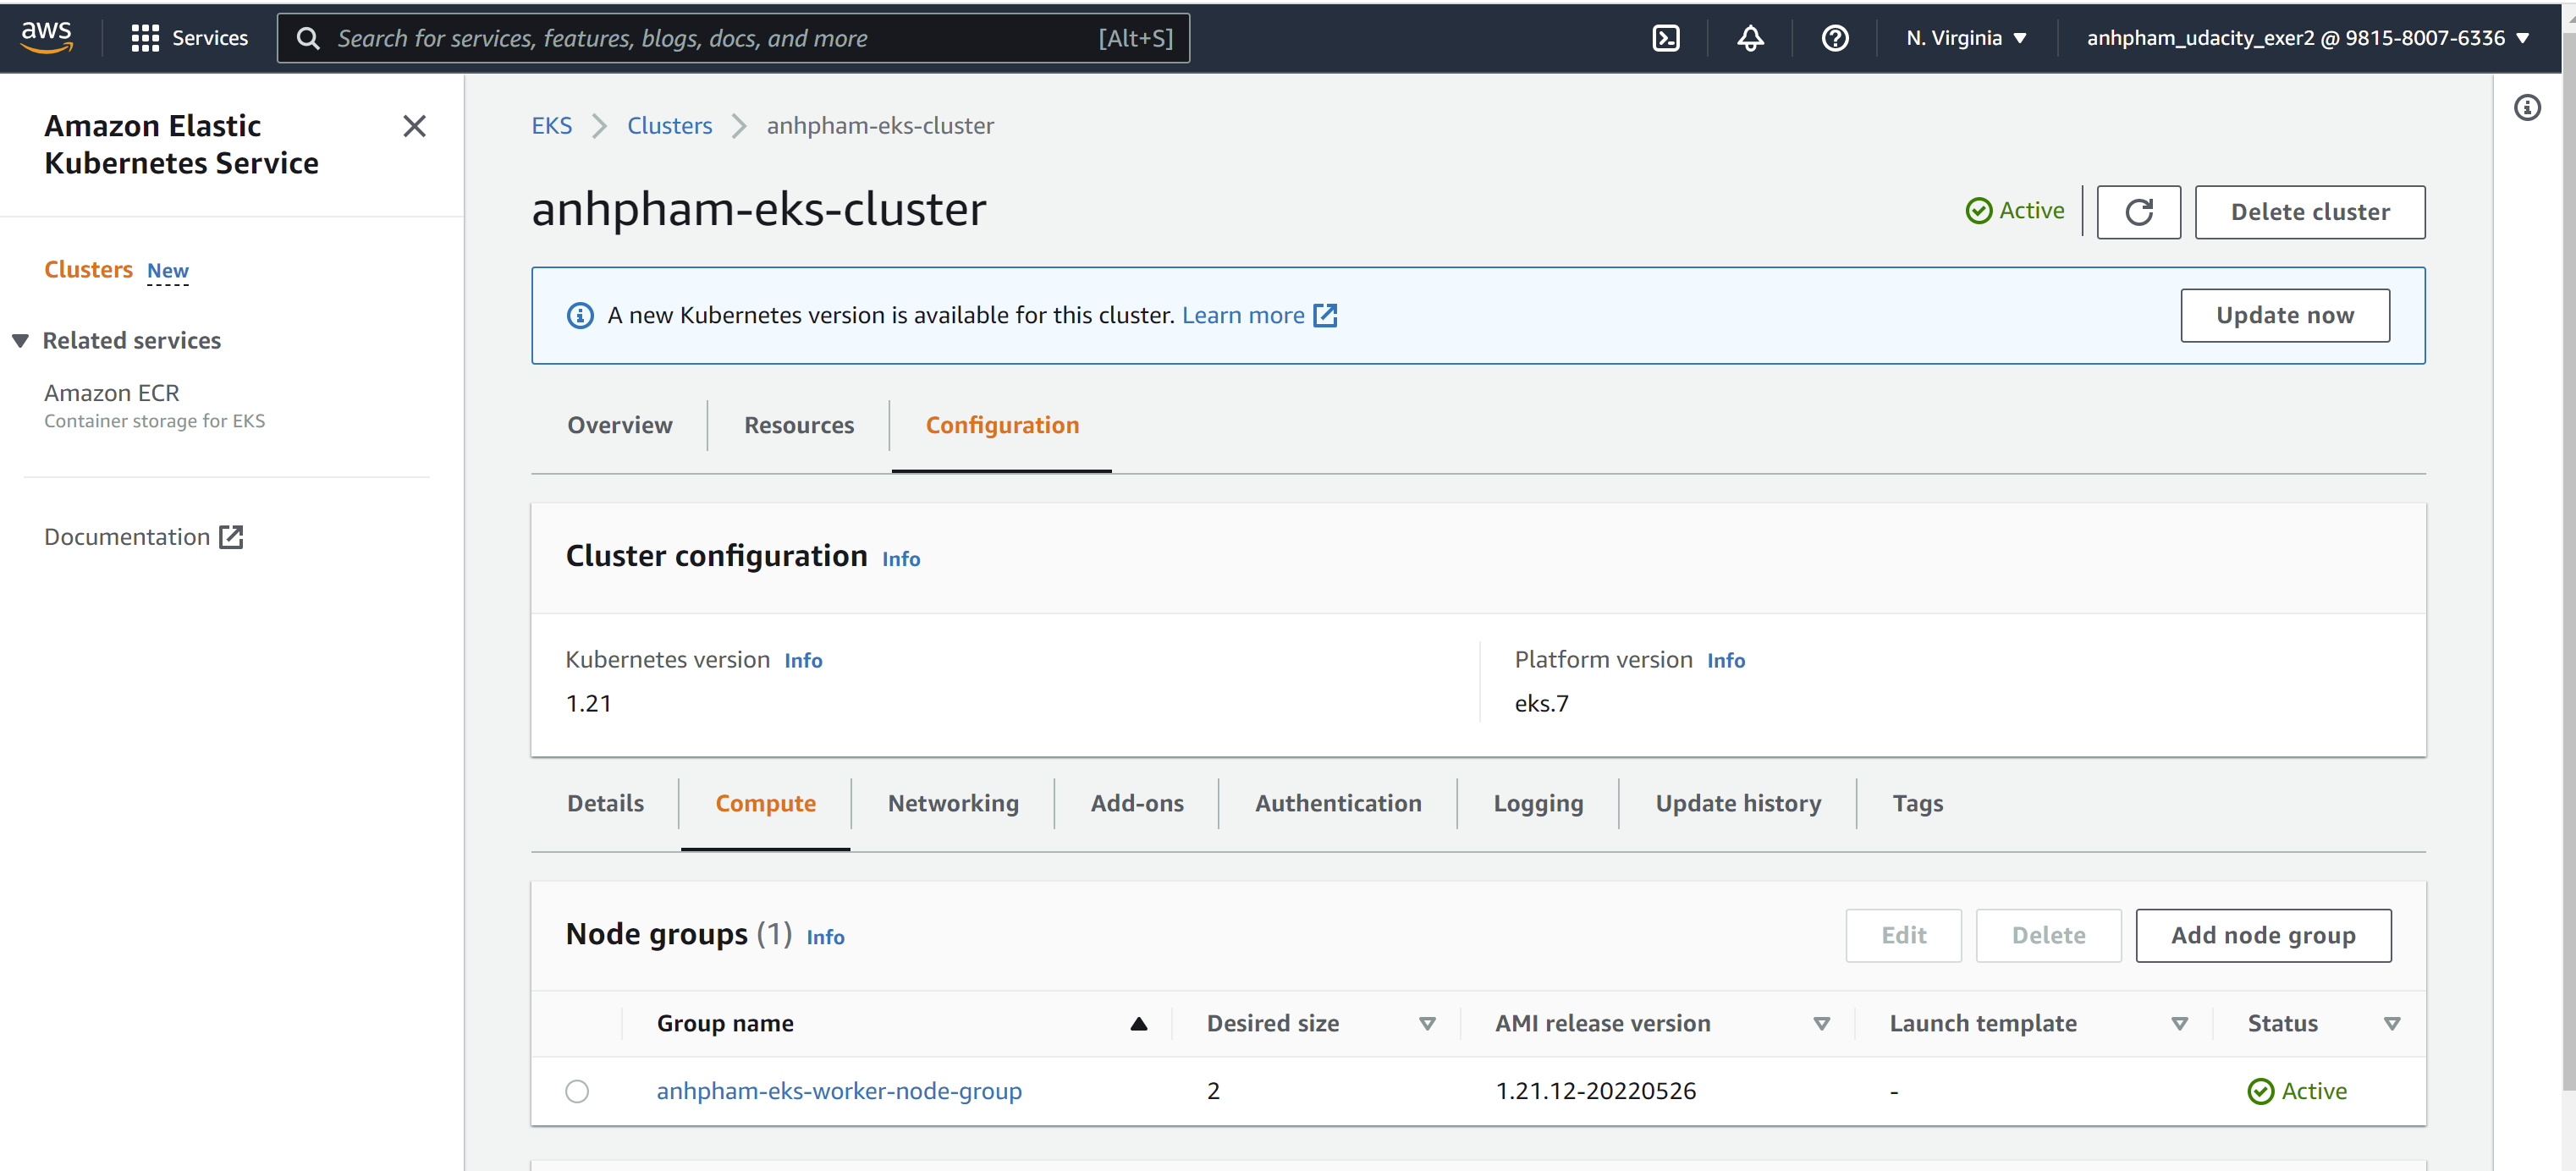 aws
Services
Search for services, features, blogs, docs, and more
[Alt+S]
N. Virginia
anhpham_udacity_exer2 @ 9815-8007-6336
Amazon Elastic
Kubernetes Service
Clusters New
Related services
Amazon ECR
Container storage for EKS
Documentation
EKS Clusters anhpham-eks-cluster
anhpham-eks-cluster
Active
Delete cluster
A new Kubernetes version is available for this cluster. Learn more
Update now
Overview Resources Configuration
Cluster configuration Info
Kubernetes version Info
1.21
Platform version Info
eks.7
Details Compute Networking Add-ons Authentication Logging Update history Tags
Node groups (1) Info
Edit Delete Add node group
Group name Desired size AMI release version Launch template Status
anhpham-eks-worker-node-group 2 1.21.12-20220526 - Active